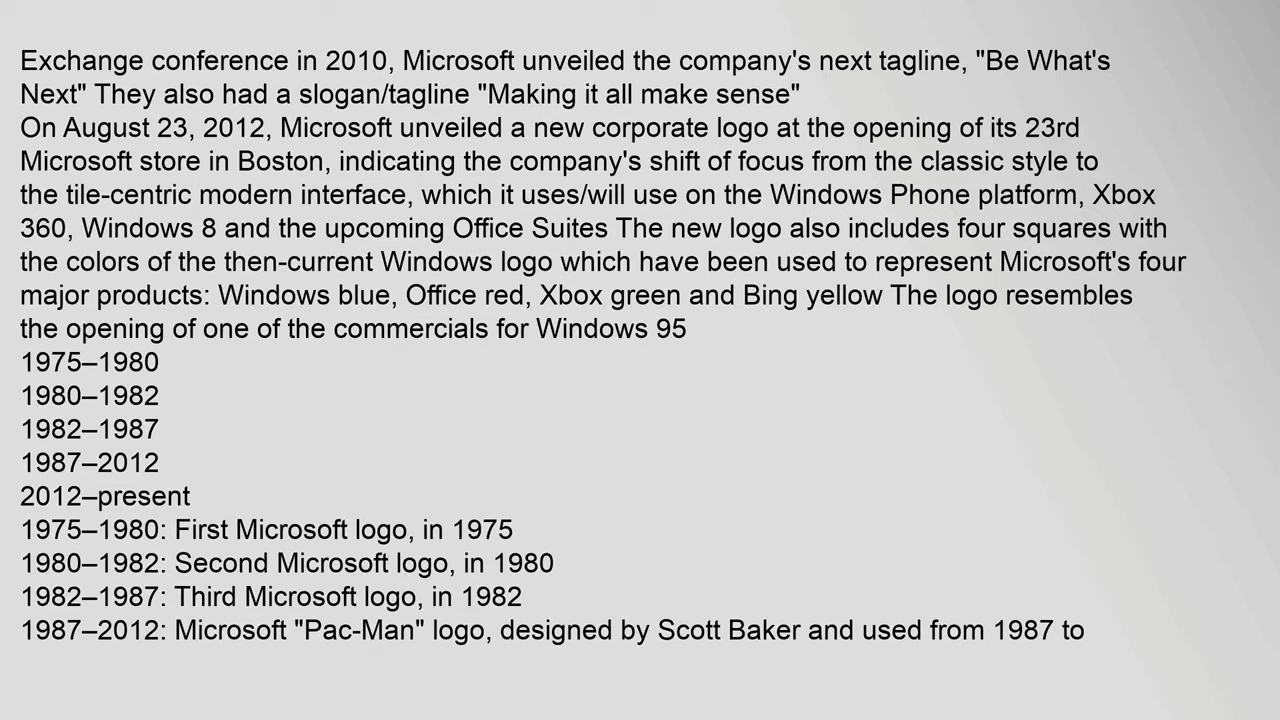 Exchange conference in 2010, Microsoft unveiled the company's next tagline, "Be What's
Next" They also had a slogan/tagline "Making it all make sense"
On August 23, 2012, Microsoft unveiled a new corporate logo at the opening of its 23rd
Microsoft store in Boston, indicating the company's shift of focus from the classic style to
the tile-centric modern interface, which it uses/will use on the Windows Phone platform, Xbox
360, Windows 8 and the upcoming Office Suites The new logo also includes four squares with
the colors of the then-current Windows logo which have been used to represent Microsoft's four
major products: Windows blue, Office red, Xbox green and Bing yellow The logo resembles
the opening of one of the commercials for Windows 95
1975–1980
1980–1982
1982–1987
1987–2012
2012–present
1975–1980: First Microsoft logo, in 1975
1980–1982: Second Microsoft logo, in 1980
1982–1987: Third Microsoft logo, in 1982
1987–2012: Microsoft "Pac-Man" logo, designed by Scott Baker and used from 1987 to